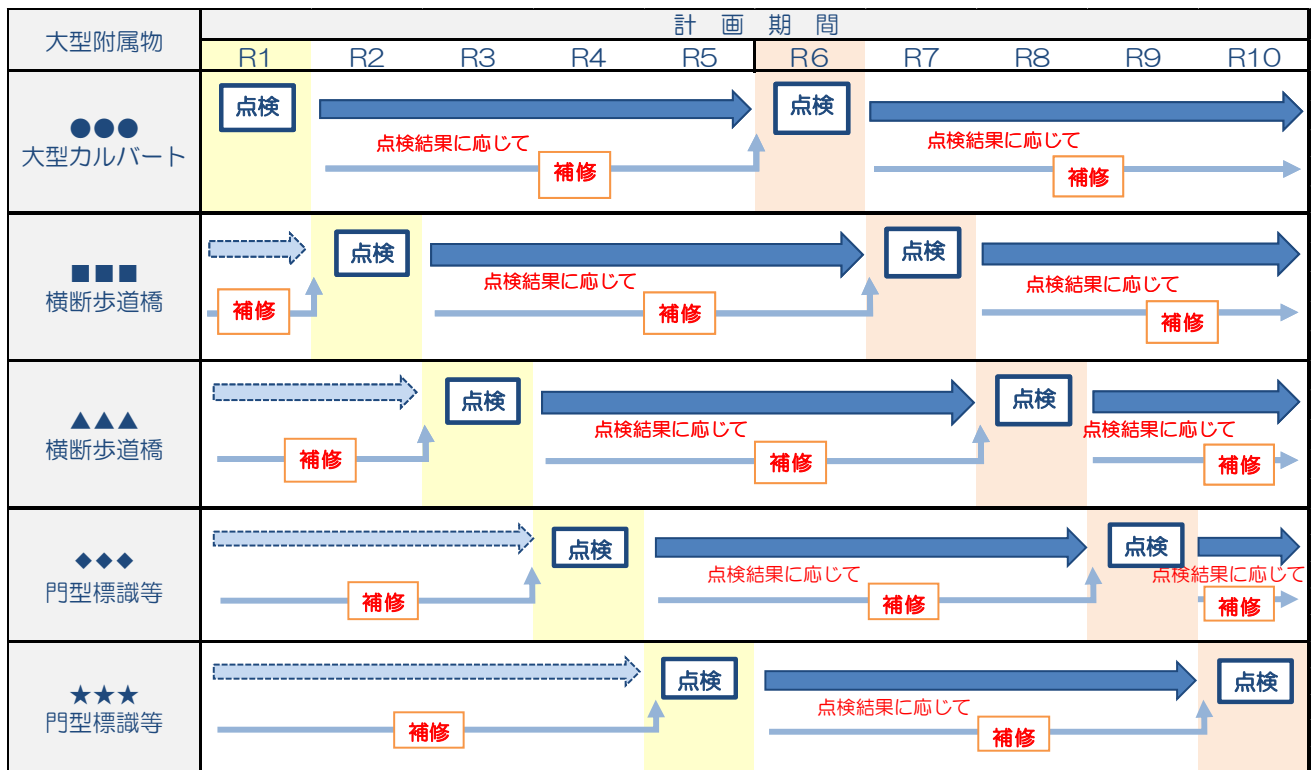 大型附属物
計画期間
R1 R2 R3 R4 R5 R6 R7 R8 R9 R10
●●●
大型カルバート
点検
点検
点検結果に応じて
点検結果に応じて
補修
補修
■■■
横断歩道橋
点検
点検
点検結果に応じて
点検結果に応じて
補修
補修
補修
▲▲▲
横断歩道橋
点検
点検
点検結果に応じて
点検結果に応じて
補修
補修
補修
◆◆◆
門型標識等
点検
点検
点検結果に応じて
点検結果に応じて
補修
補修
補修
★★★
門型標識等
点検
点検
点検結果に応じて
補修
補修